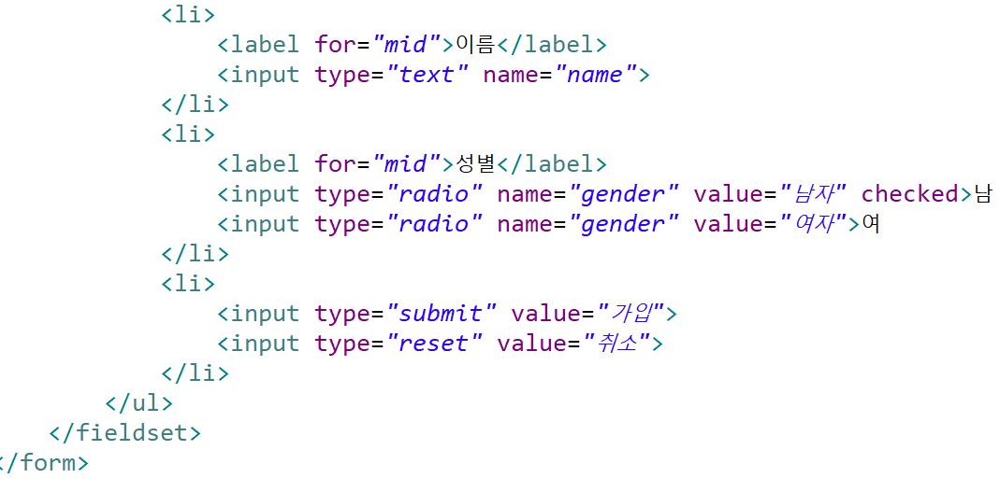 <li>
<label for="mid">이름</label>
<input type="text" name="name">
</li>
<li>
<label for="mid">성별</label>
<input type="radio" name="gender" value="남자" checked>남
<input type="radio" name="gender" value="여자">여
</li>
<li>
<input type="submit" value="가입">
<input type="reset" value="취소">
</li>
</ul>
</fieldset>
</form>